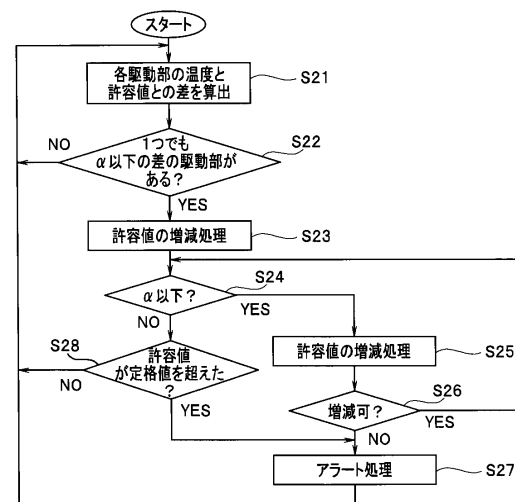 スタート
各駆動部の温度と
許容値との差を算出
S21
1つでも
α以下の差の駆動部が
ある?
S22
NO
YES
許容値の増減処理
S23
α以下?
S24
YES
NO
許容値の増減処理
S25
許容値
が定格値を超えた
?
S28
NO
YES
増減可?
S26
YES
NO
アラート処理
S27